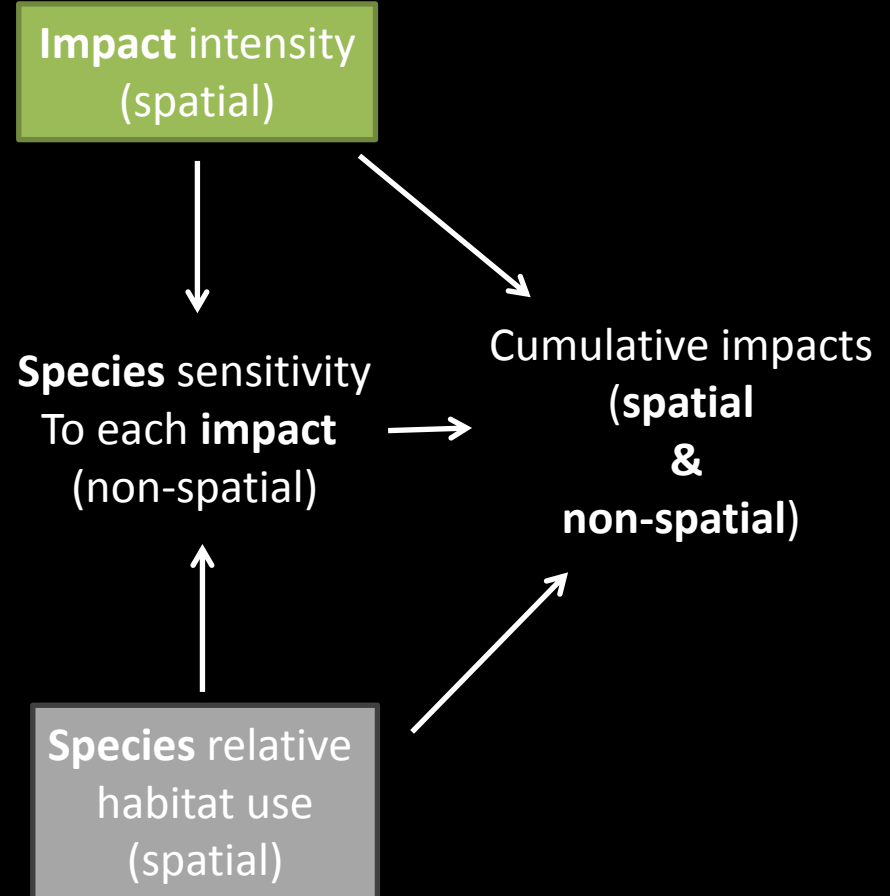 Impact intensity
(spatial)
Species sensitivity
To each impact
(non-spatial)
Cumulative impacts
(spatial
&
non-spatial)
Species relative
habitat use
(spatial)